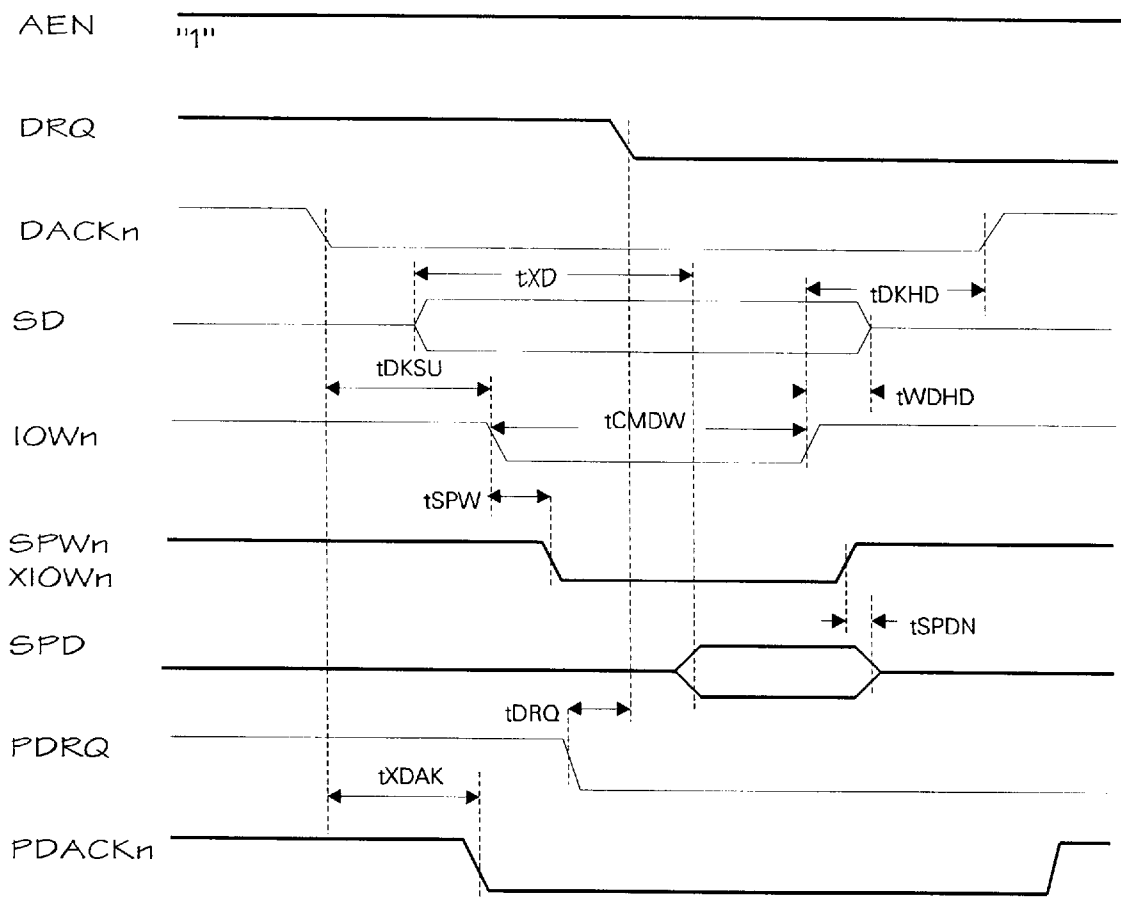 AEN
"1"
DRQ
DACKn
tXD
tDKHD
SD
tDKSU
tWDHD
tCMDW
IOWn
tSPW
SPWn
XIOWn
tSPDN
SPD
tDRQ
PDRQ
tXDAK
PDACKn